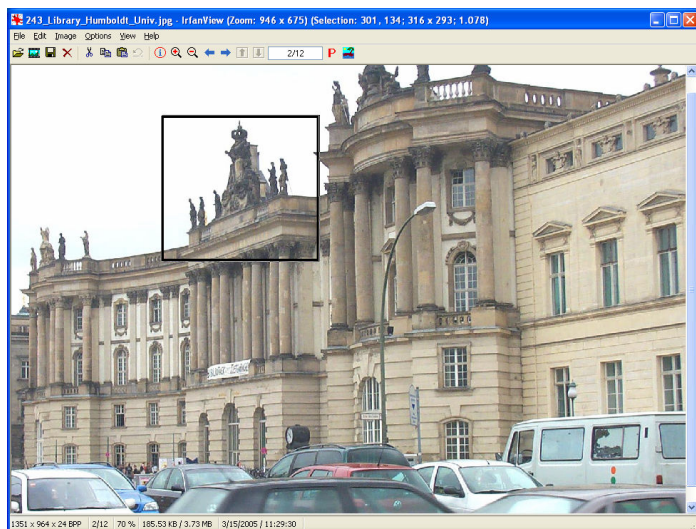 243_Library_Humboldt_Univ.jpg - IrfanView (Zoom: 946 x 675) (Selection: 301, 134; 316 x 293; 1.078)
File Edit Image Options View Help
2/12 P
1351 x 964 x 24 BPP 2/12 70 % 185.53 KB / 3.73 MB 3/15/2005 / 11:29:30